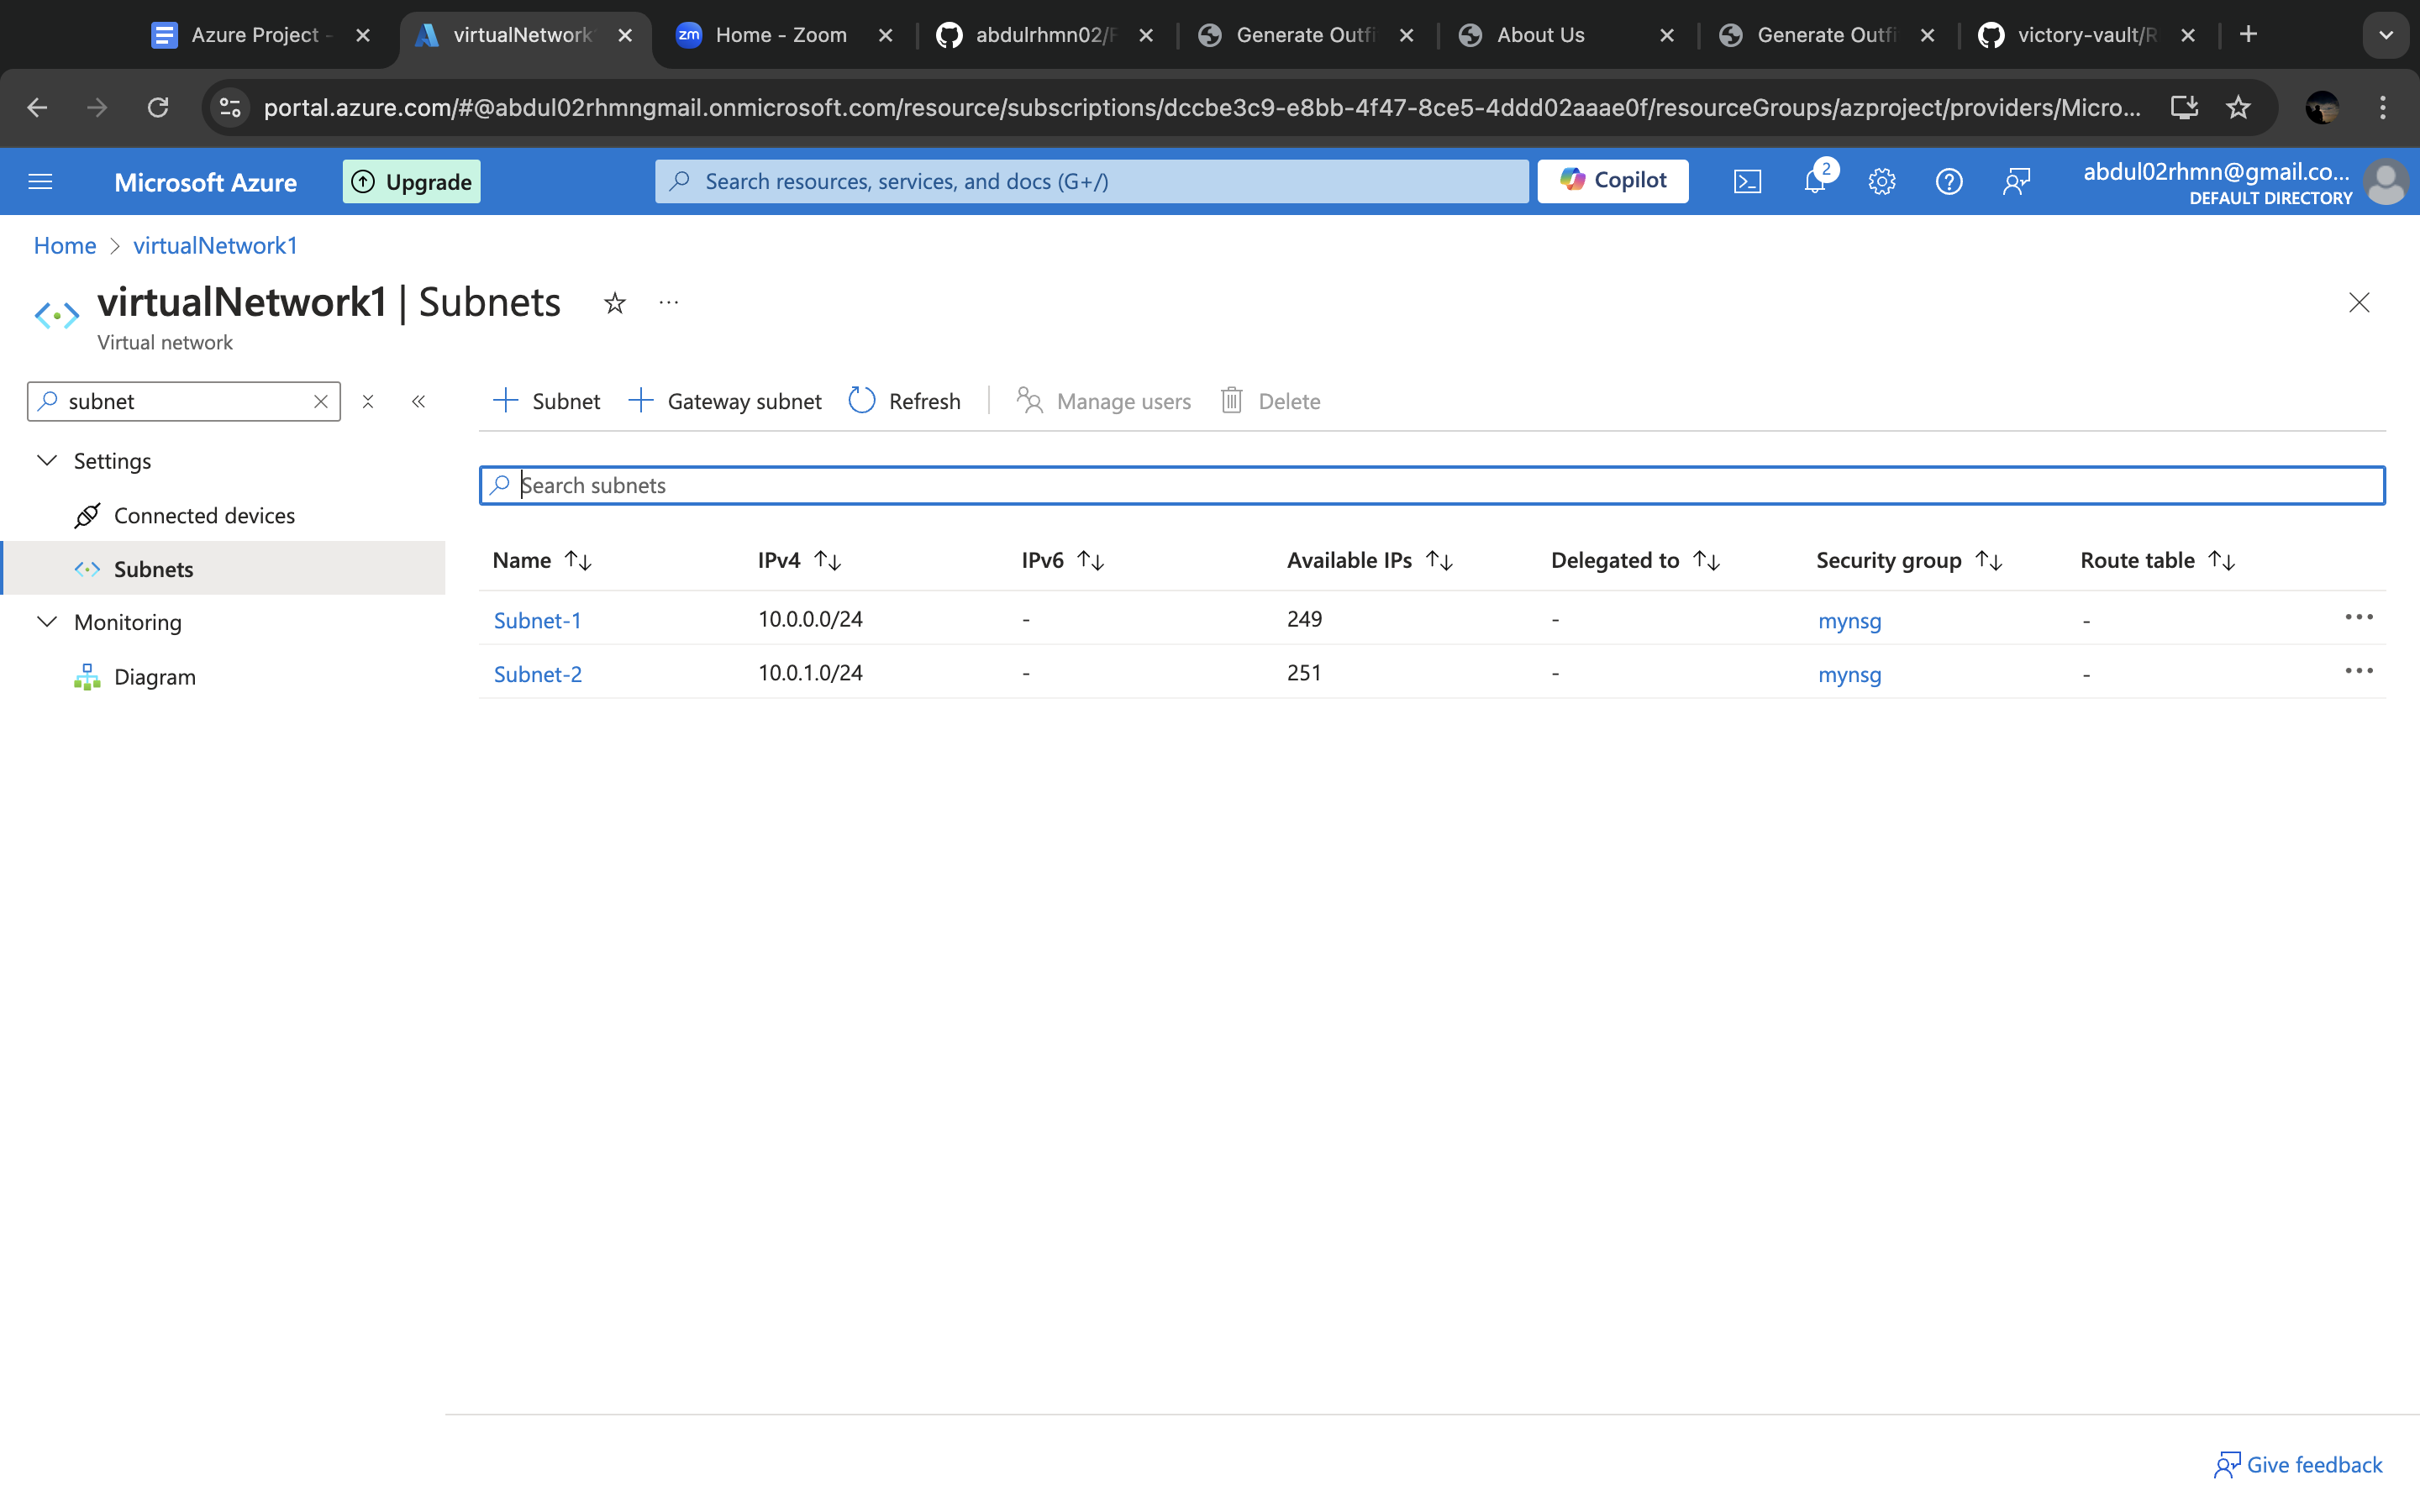 Azure Project -
virtualNetwork
zm Home - Zoom
abdulrhmn02/F
Generate Outfi
About Us
Generate Outfi
victory-vault/R
portal.azure.com/#@abdul02rhmngmail.onmicrosoft.com/resource/subscriptions/dccbe3c9-e8bb-4f47-8ce5-4ddd02aaae0f/resourceGroups/azproject/providers/Micro...
Microsoft Azure
Upgrade
Search resources, services, and docs (G+/)
Copilot
2
abdul02rhmn@gmail.co...
DEFAULT DIRECTORY
Home > virtualNetwork1
virtualNetwork1 | Subnets
Virtual network
subnet
Subnet Gateway subnet Refresh Manage users Delete
Settings
Connected devices
Subnets
Monitoring
Diagram
Search subnets
Name IPv4 IPv6 Available IPs Delegated to Security group Route table
Subnet-1 10.0.0.0/24 - 249 - mynsg -
Subnet-2 10.0.1.0/24 - 251 - mynsg -
Give feedback